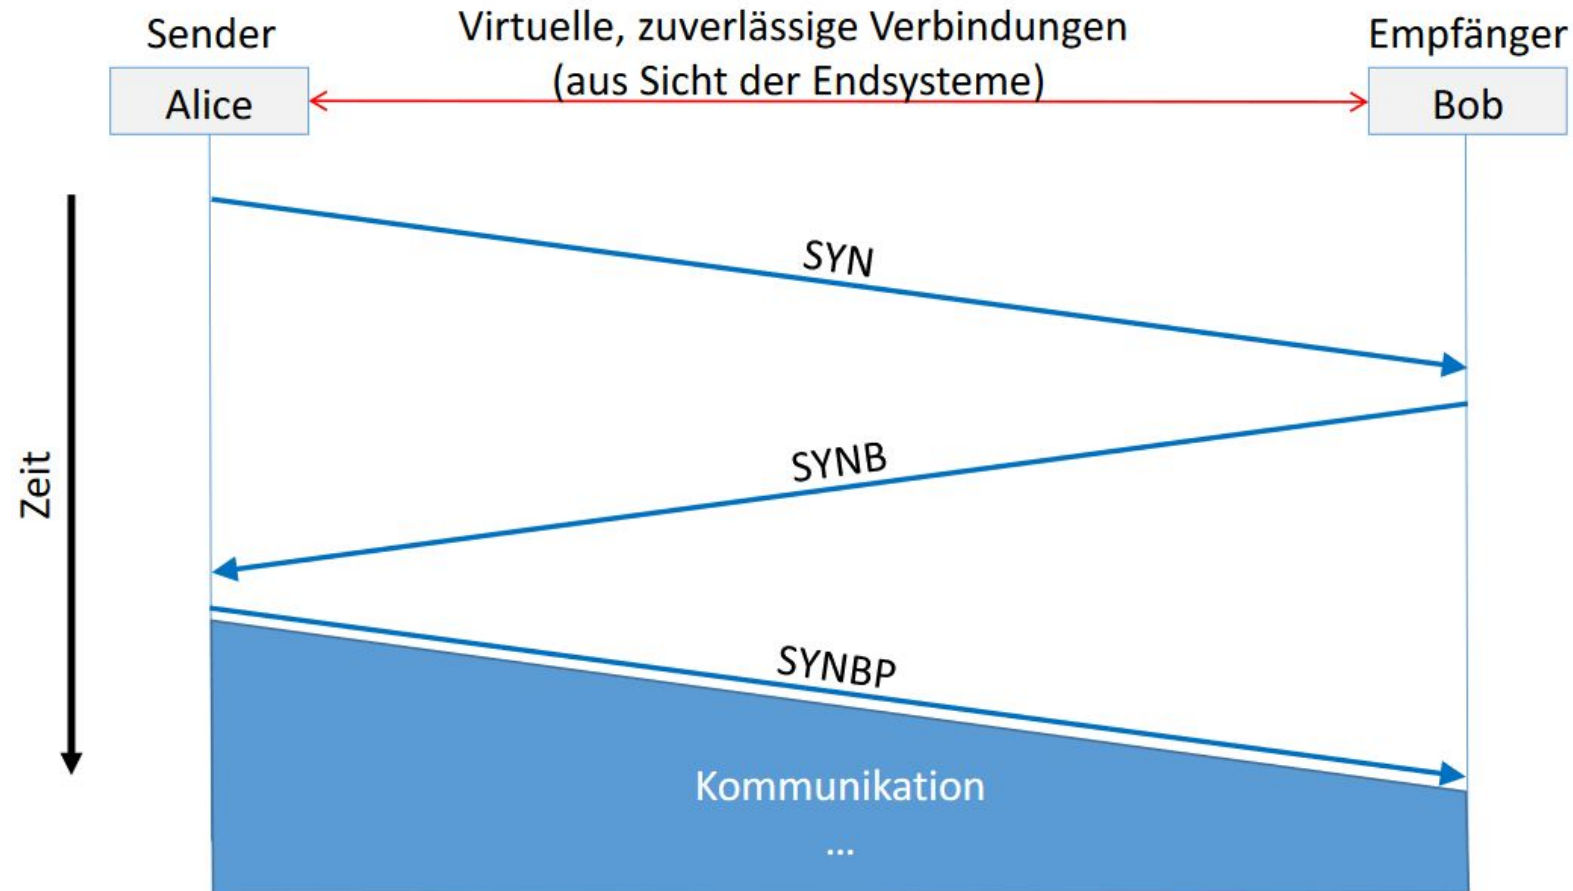 Sender
Virtuelle, zuverlässige Verbindungen
Empfänger
(aus Sicht der Endsysteme)
Alice
Bob
SYN
Zeit
SYNB
SYNBP
Kommunikation
...